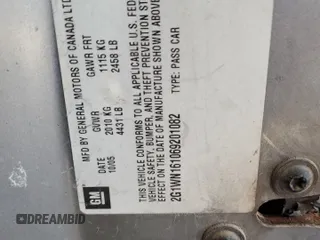 MFD BY GENERAL MOTORS OF CANADA LTD
DATE
10/05
GVWR
2010 KG
4431 LB
GAWR FRT
1115 KG
2458 LB
THIS VEHICLE CONFORMS TO ALL APPLICABLE U.S. FED
VEHICLE SAFETY, BUMPER, AND THEFT PREVENTION ST
IN EFFECT ON THE DATE OF MANUFACTURE SHOWN ABOVE
2G1WN161069201082
TYPE: PASS CAR
GM
DREAMBID